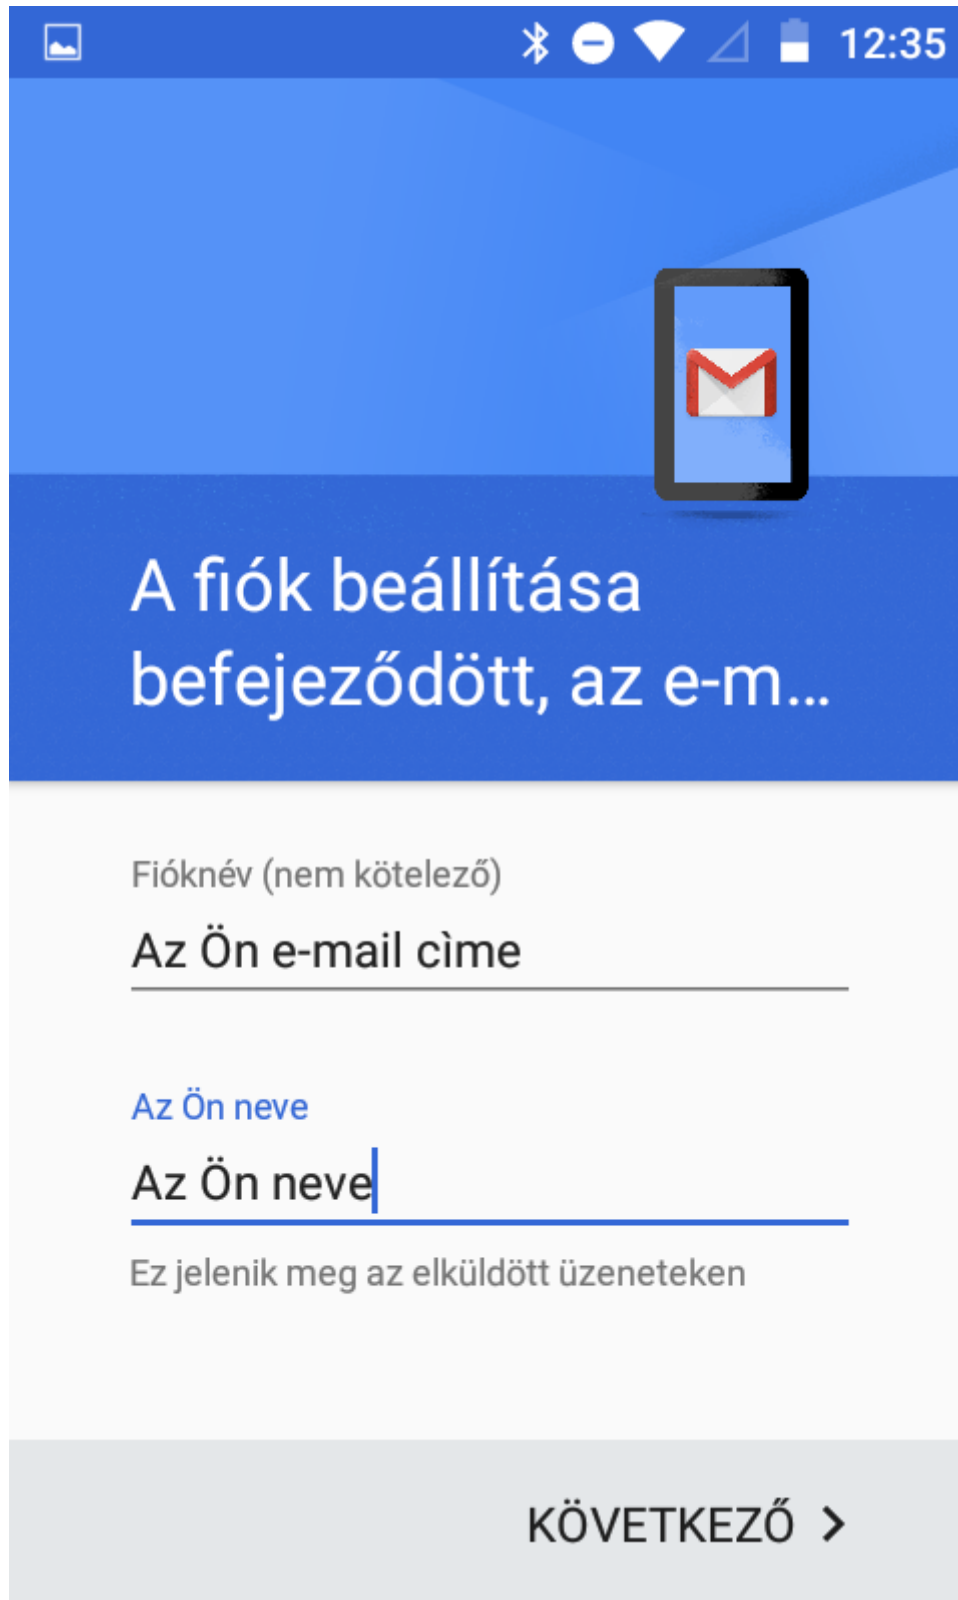 12:35
A fiók beállítása
befejeződött, az e-m...
Fióknév (nem kötelező)
Az Ön e-mail cìme
Az Ön neve
Az Ön neve
Ez jelenik meg az elküldött üzeneteken
KÖVETKEZŐ